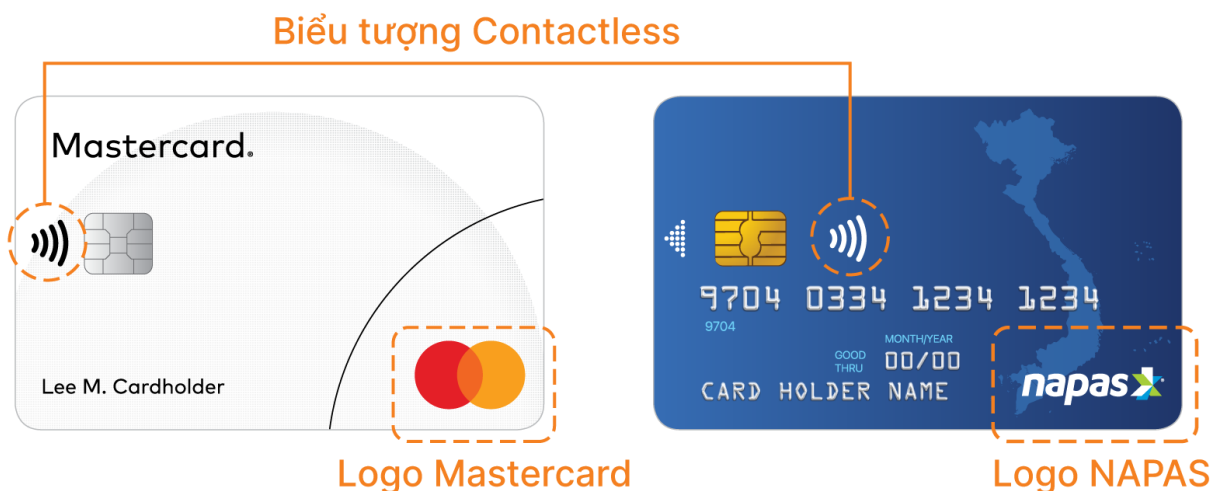 Biểu tượng Contactless
Mastercard.
Lee M. Cardholder
Logo Mastercard
9704 0334 1234 1234
9704
MONTH/YEAR
GOOD THRU 00/00
CARD HOLDER NAME
napas
Logo NAPAS